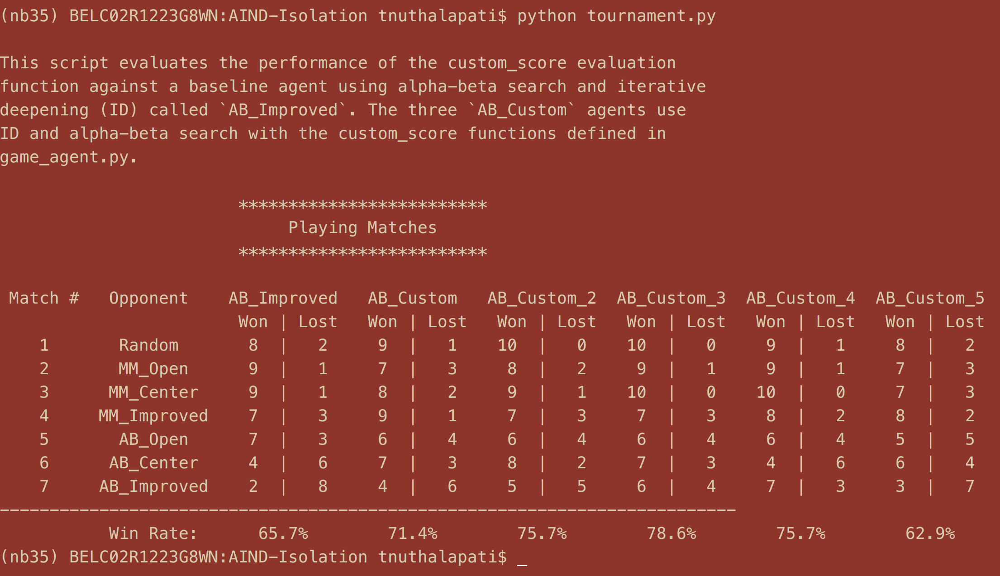 (nb35) BELC02R1223G8WN:AIND-Isolation tnuthalapati$ python tournament.py

This script evaluates the performance of the custom_score evaluation
function against a baseline agent using alpha-beta search and iterative
deepening (ID) called `AB_Improved`. The three `AB_Custom` agents use
ID and alpha-beta search with the custom_score functions defined in
game_agent.py.

                        *************************
                             Playing Matches
                        *************************

 Match #   Opponent    AB_Improved   AB_Custom   AB_Custom_2  AB_Custom_3  AB_Custom_4  AB_Custom_5
                        Won | Lost   Won | Lost   Won | Lost   Won | Lost   Won | Lost   Won | Lost
    1       Random       8  |   2     9  |   1    10  |   0    10  |   0     9  |   1     8  |   2
    2       MM_Open      9  |   1     7  |   3     8  |   2     9  |   1     9  |   1     7  |   3
    3      MM_Center     9  |   1     8  |   2     9  |   1    10  |   0    10  |   0     7  |   3
    4     MM_Improved    7  |   3     9  |   1     7  |   3     7  |   3     8  |   2     8  |   2
    5       AB_Open      7  |   3     6  |   4     6  |   4     6  |   4     6  |   4     5  |   5
    6      AB_Center     4  |   6     7  |   3     8  |   2     7  |   3     4  |   6     6  |   4
    7     AB_Improved    2  |   8     4  |   6     5  |   5     6  |   4     7  |   3     3  |   7
--------------------------------------------------------------------------
           Win Rate:      65.7%        71.4%        75.7%        78.6%        75.7%        62.9%
(nb35) BELC02R1223G8WN:AIND-Isolation tnuthalapati$ _